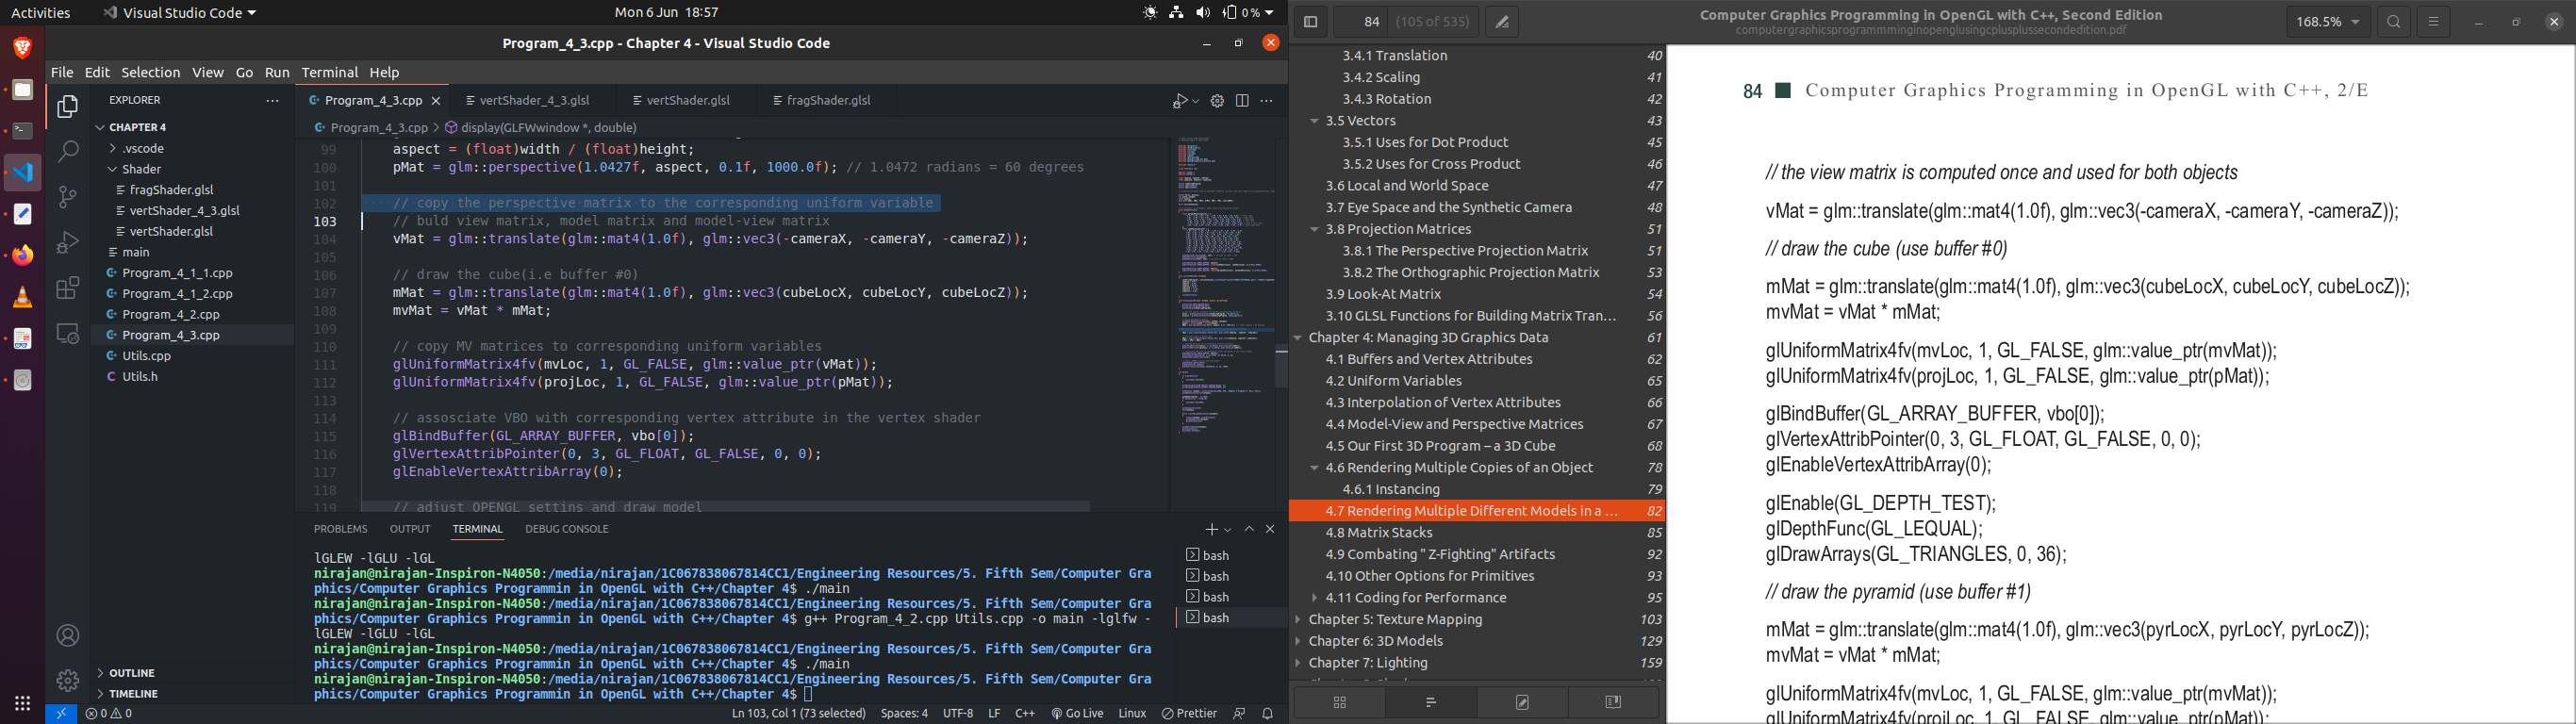 Activities
Visual Studio Code
Mon 6 Jun 18:57
0 %
Program_4_3.cpp - Chapter 4 - Visual Studio Code
File Edit Selection View Go Run Terminal Help
EXPLORER
CHAPTER 4
.vscode
Shader
fragShader.glsl
vertShader_4_3.glsl
vertShader.glsl
main
Program_4_1_1.cpp
Program_4_1_2.cpp
Program_4_2.cpp
Program_4_3.cpp
Utils.cpp
Utils.h
OUTLINE
TIMELINE
Program_4_3.cpp vertShader_4_3.glsl vertShader.glsl fragShader.glsl
Program_4_3.cpp > display(GLFWwindow *, double)
99 aspect = (float)width / (float)height;
100 pMat = glm::perspective(1.0427f, aspect, 0.1f, 1000.0f); // 1.0472 radians = 60 degrees
101
102 // copy the perspective matrix to the corresponding uniform variable
103 // buld view matrix, model matrix and model-view matrix
104 vMat = glm::translate(glm::mat4(1.0f), glm::vec3(-cameraX, -cameraY, -cameraZ));
105
106 // draw the cube(i.e buffer #0)
107 mMat = glm::translate(glm::mat4(1.0f), glm::vec3(cubeLocX, cubeLocY, cubeLocZ));
108 mvMat = vMat * mMat;
109
110 // copy MV matrices to corresponding uniform variables
111 glUniformMatrix4fv(mvLoc, 1, GL_FALSE, glm::value_ptr(vMat));
112 glUniformMatrix4fv(projLoc, 1, GL_FALSE, glm::value_ptr(pMat));
113
114 // assosciate VBO with corresponding vertex attribute in the vertex shader
115 glBindBuffer(GL_ARRAY_BUFFER, vbo[0]);
116 glVertexAttribPointer(0, 3, GL_FLOAT, GL_FALSE, 0, 0);
117 glEnableVertexAttribArray(0);
118
119 // adjust OPENGL settins and draw model
PROBLEMS OUTPUT TERMINAL DEBUG CONSOLE
lGLEW -lGLU -lGL
nirajan@nirajan-Inspiron-N4050:/media/nirajan/1C067838067814CC1/Engineering Resources/5. Fifth Sem/Computer Gra
phics/Computer Graphics Programmin in OpenGL with C++/Chapter 4$ ./main
nirajan@nirajan-Inspiron-N4050:/media/nirajan/1C067838067814CC1/Engineering Resources/5. Fifth Sem/Computer Gra
phics/Computer Graphics Programmin in OpenGL with C++/Chapter 4$ g++ Program_4_2.cpp Utils.cpp -o main -lglfw -
lGLEW -lGLU -lGL
nirajan@nirajan-Inspiron-N4050:/media/nirajan/1C067838067814CC1/Engineering Resources/5. Fifth Sem/Computer Gra
phics/Computer Graphics Programmin in OpenGL with C++/Chapter 4$ ./main
nirajan@nirajan-Inspiron-N4050:/media/nirajan/1C067838067814CC1/Engineering Resources/5. Fifth Sem/Computer Gra
phics/Computer Graphics Programmin in OpenGL with C++/Chapter 4$
bash
bash
bash
bash
0 0 Ln 103, Col 1 (73 selected) Spaces: 4 UTF-8 LF C++ Go Live Linux Prettier
84 (105 of 535)
Computer Graphics Programming in OpenGL with C++, Second Edition
computergraphicsprogrammminginopenglusingcplusplussecondedition.pdf
168.5%
3.4.1 Translation 40
3.4.2 Scaling 41
3.4.3 Rotation 42
3.5 Vectors 43
3.5.1 Uses for Dot Product 45
3.5.2 Uses for Cross Product 46
3.6 Local and World Space 47
3.7 Eye Space and the Synthetic Camera 48
3.8 Projection Matrices 51
3.8.1 The Perspective Projection Matrix 51
3.8.2 The Orthographic Projection Matrix 53
3.9 Look-At Matrix 54
3.10 GLSL Functions for Building Matrix Tran... 56
Chapter 4: Managing 3D Graphics Data 61
4.1 Buffers and Vertex Attributes 62
4.2 Uniform Variables 65
4.3 Interpolation of Vertex Attributes 66
4.4 Model-View and Perspective Matrices 67
4.5 Our First 3D Program – a 3D Cube 68
4.6 Rendering Multiple Copies of an Object 78
4.6.1 Instancing 79
4.7 Rendering Multiple Different Models in a ... 82
4.8 Matrix Stacks 85
4.9 Combating " Z-Fighting" Artifacts 92
4.10 Other Options for Primitives 93
4.11 Coding for Performance 95
Chapter 5: Texture Mapping 103
Chapter 6: 3D Models 129
Chapter 7: Lighting 159
84 Computer Graphics Programming in OpenGL with C++, 2/E
// the view matrix is computed once and used for both objects
vMat = glm::translate(glm::mat4(1.0f), glm::vec3(-cameraX, -cameraY, -cameraZ));
// draw the cube (use buffer #0)
mMat = glm::translate(glm::mat4(1.0f), glm::vec3(cubeLocX, cubeLocY, cubeLocZ));
mvMat = vMat * mMat;
glUniformMatrix4fv(mvLoc, 1, GL_FALSE, glm::value_ptr(mvMat));
glUniformMatrix4fv(projLoc, 1, GL_FALSE, glm::value_ptr(pMat));
glBindBuffer(GL_ARRAY_BUFFER, vbo[0]);
glVertexAttribPointer(0, 3, GL_FLOAT, GL_FALSE, 0, 0);
glEnableVertexAttribArray(0);
glEnable(GL_DEPTH_TEST);
glDepthFunc(GL_LEQUAL);
glDrawArrays(GL_TRIANGLES, 0, 36);
// draw the pyramid (use buffer #1)
mMat = glm::translate(glm::mat4(1.0f), glm::vec3(pyrLocX, pyrLocY, pyrLocZ));
mvMat = vMat * mMat;
glUniformMatrix4fv(mvLoc, 1, GL_FALSE, glm::value_ptr(mvMat));
glUniformMatrix4fv(projLoc, 1, GL_FALSE, glm::value_ptr(pMat));